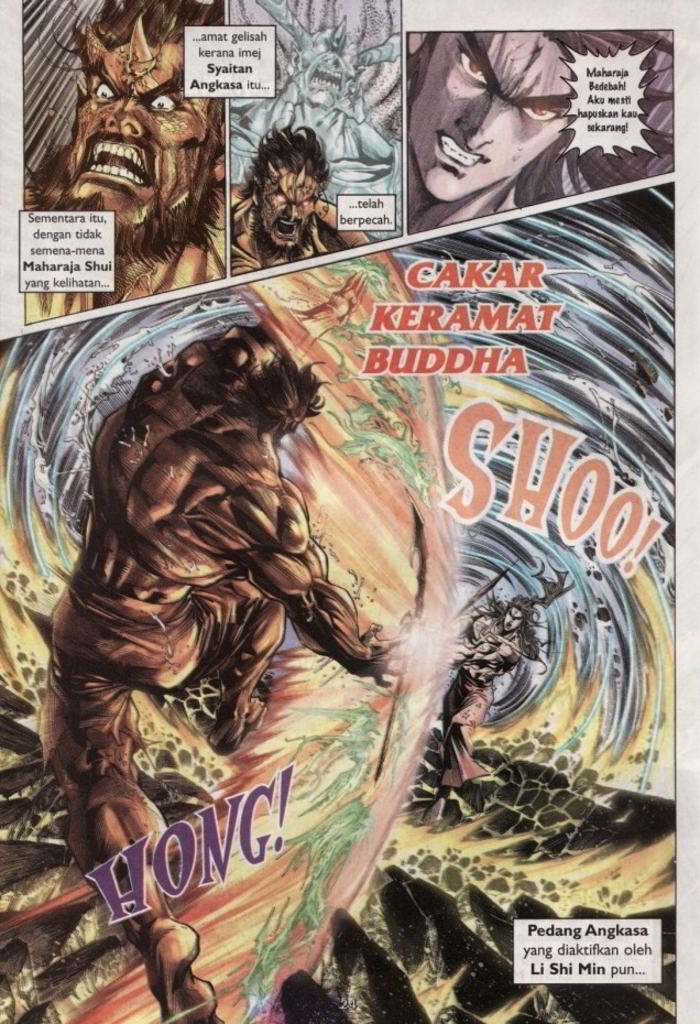 Sementara itu,
dengan tidak
semena-mena
Maharaja Shui
yang kelihatan...
...amat gelisah
kerana imej
Syaitan
Angkasa itu...
...telah
berpecah.
Maharaja
Bedebah!
Aku mesti
hapuskan kau
sekarang!
CAKAR
KERAMAT
BUDDHA
SHOO!
HONG!
Pedang Angkasa
yang diaktifkan oleh
Li Shi Min pun...
24